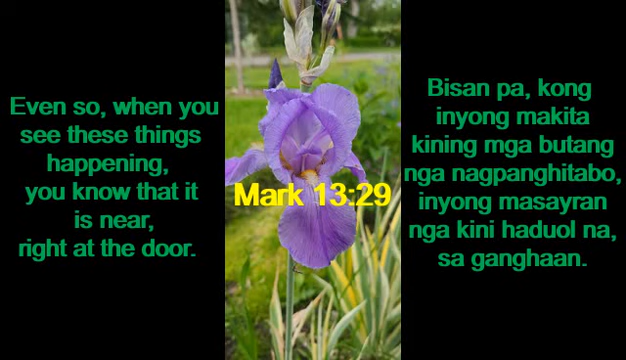 Even so, when you
see these things
happening,
you know that it
is near,
right at the door.
Mark 13:29
Bisan pa, kong
inyong makita
kining mga butang
nga nagpanghitabo,
inyong masayran
nga kini haduol na,
sa ganghaan.